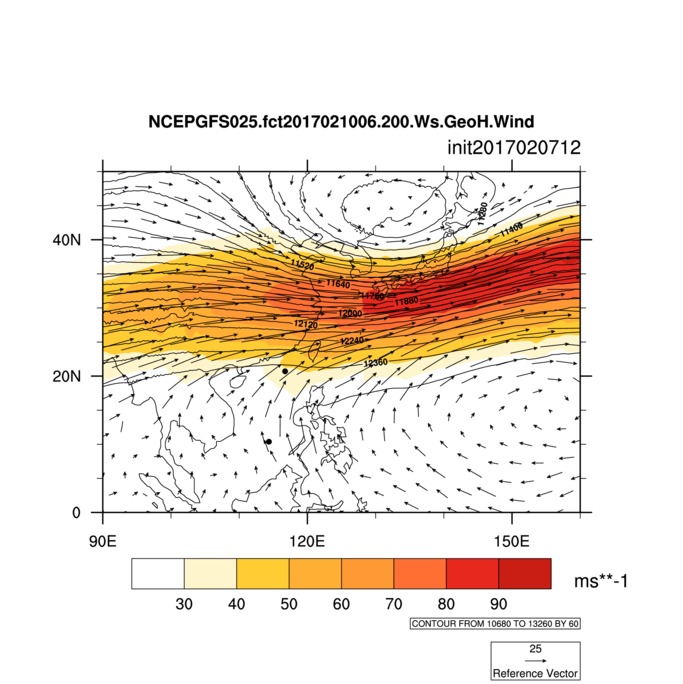 NCEPGFS025.fct2017021006.200.Ws.GeoH.Wind
init2017020712
11280
11400
40N
11520
11640
11760
11880
12000
12120
12240
12360
20N
0
90E 120E 150E
ms**-1
30 40 50 60 70 80 90
CONTOUR FROM 10680 TO 13260 BY 60
25
Reference Vector